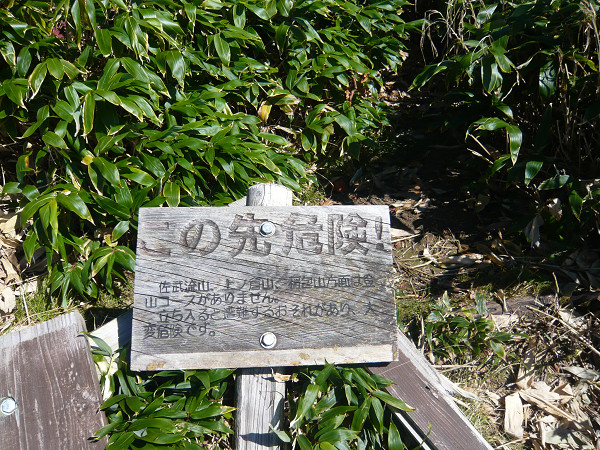 この先危険!
佐武流山、上ノ倉山、稲包山方面は登
山コースがありません。
立ち入ると遭難するおそれがあり、大
変危険です。